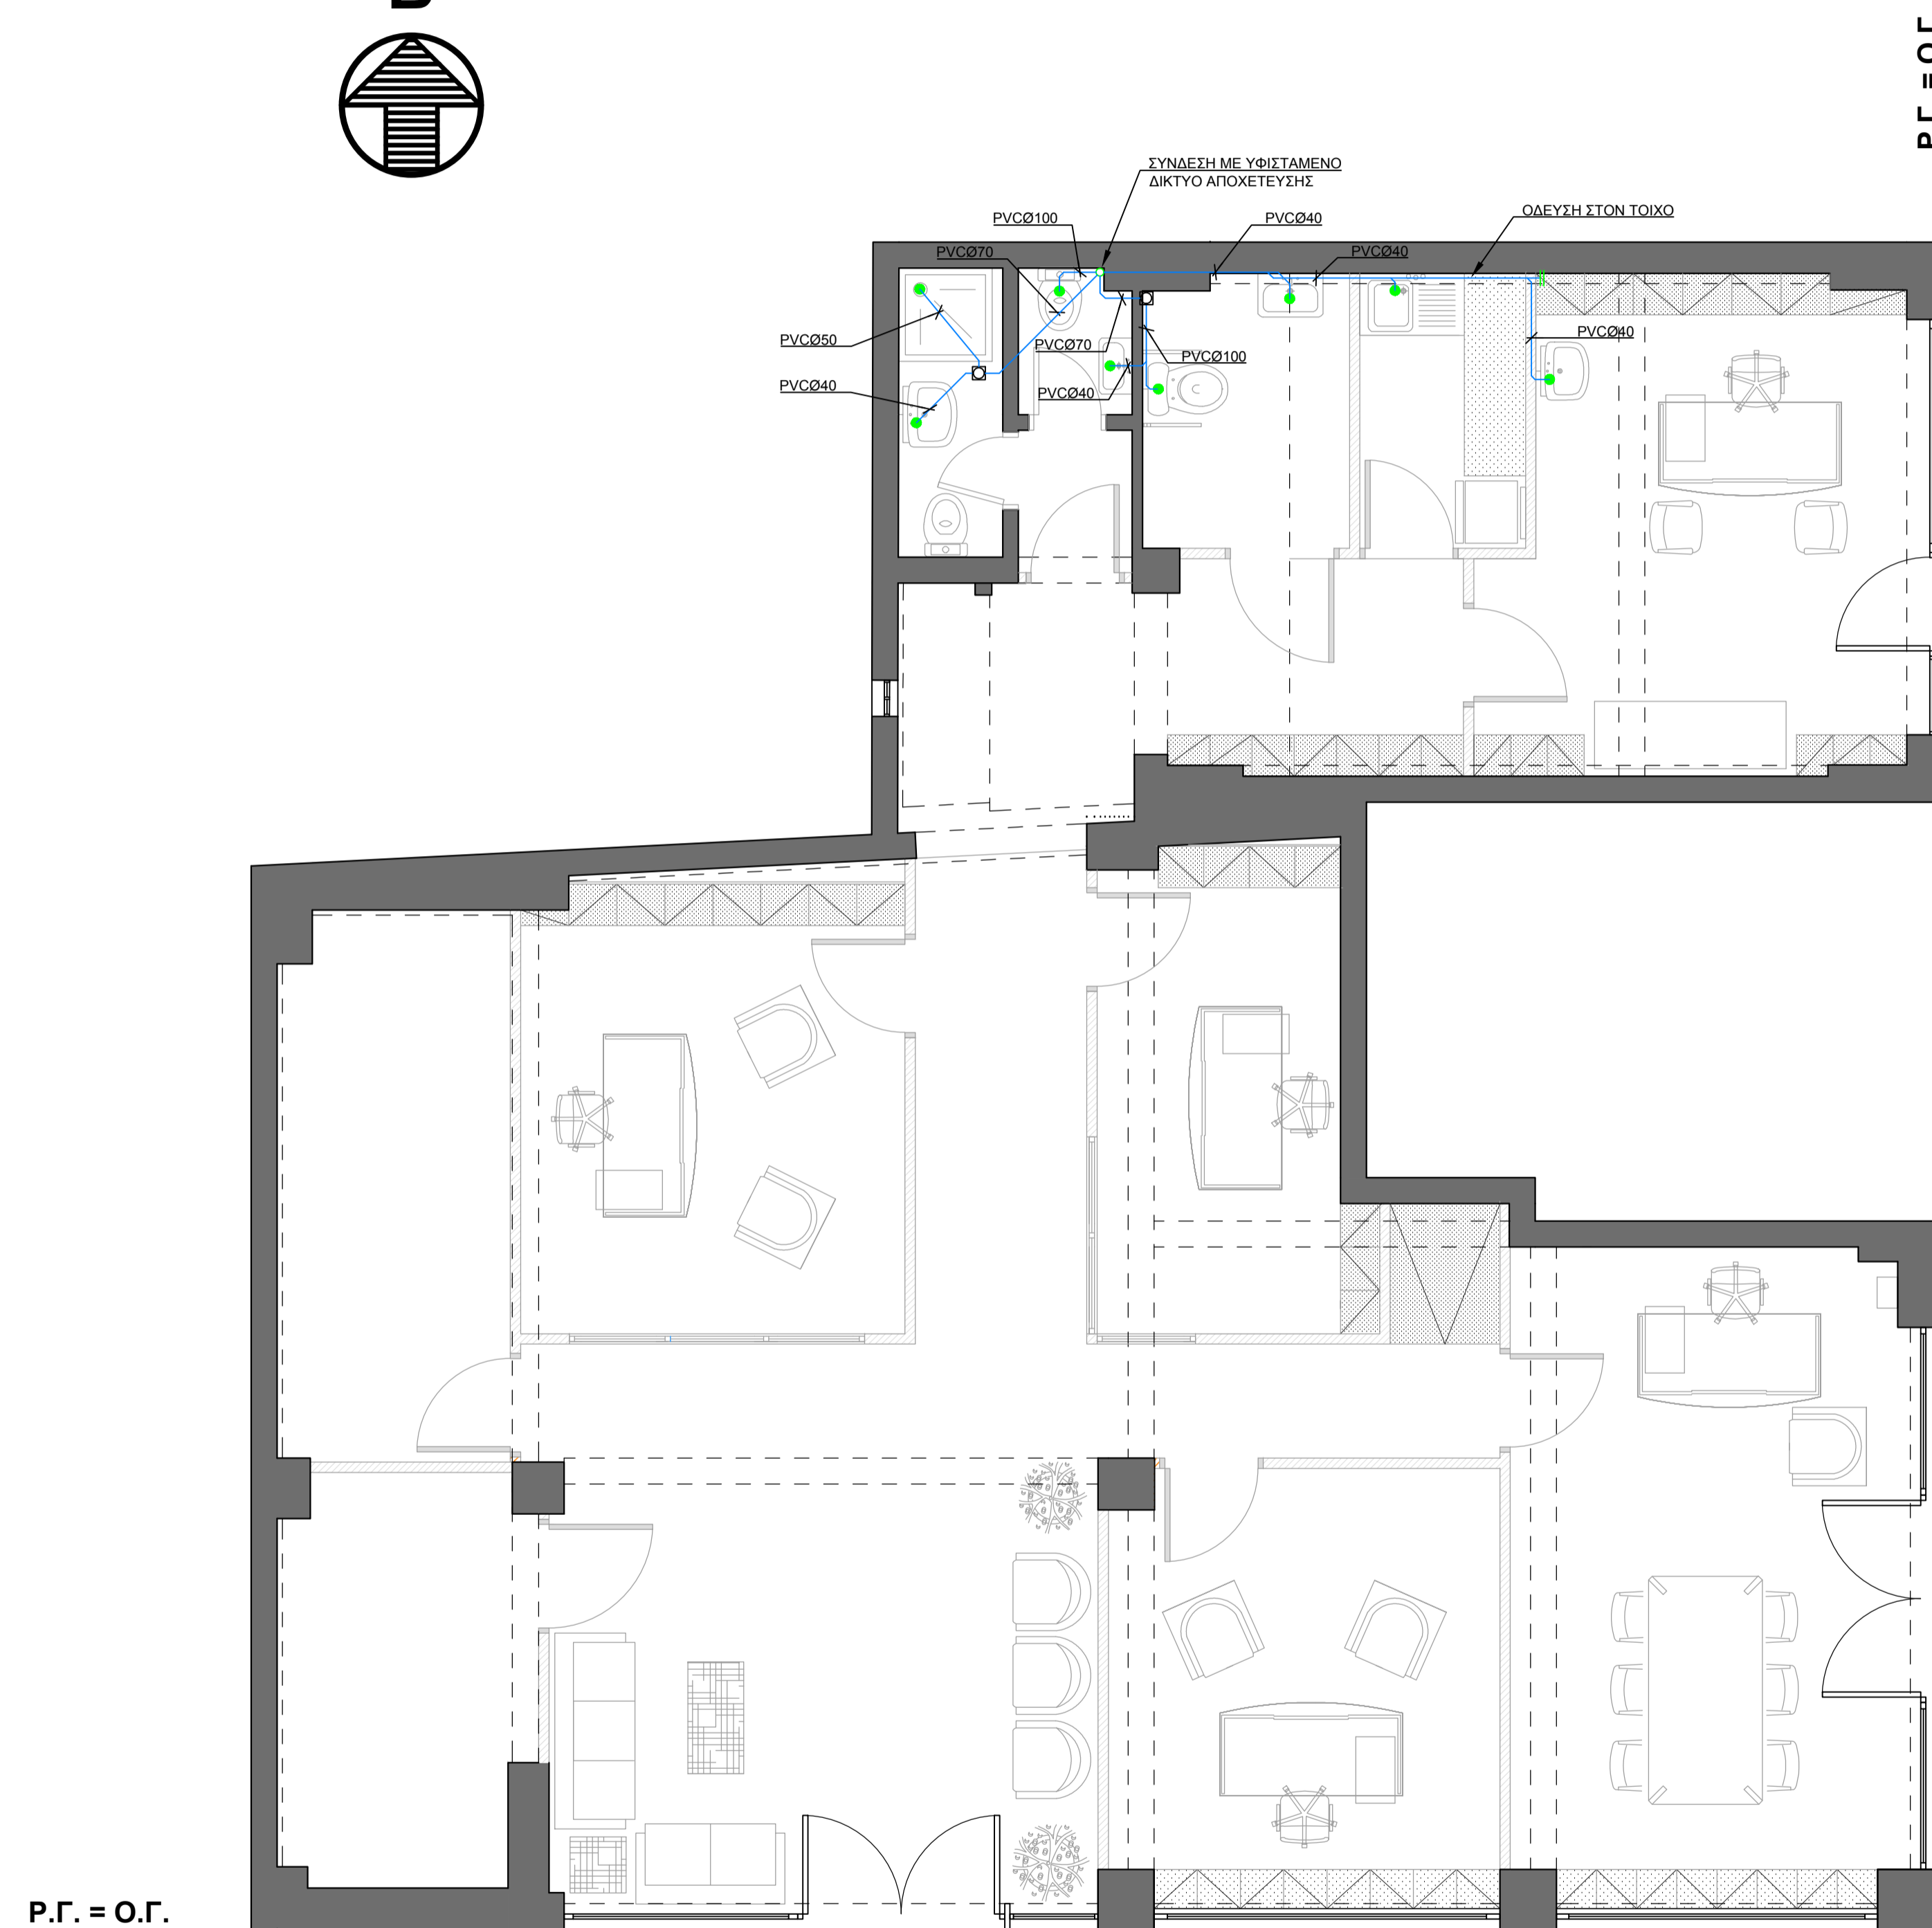 ΣΥΝΔΕΣΗ ΜΕ ΥΦΙΣΤΑΜΕΝΟ
ΔΙΚΤΥΟ ΑΠΟΧΕΤΕΥΣΗΣ
PVCØ100
PVCØ40
ΟΔΕΥΣΗ ΣΤΟΝ ΤΟΙΧΟ
PVCØ70
PVCØ40
PVCØ50
PVCØ70
PVCØ100
PVCØ40
PVCØ40
PVCØ40
Ρ.Γ. = Ο.Γ.
Ρ.Γ. = Ο.Γ.